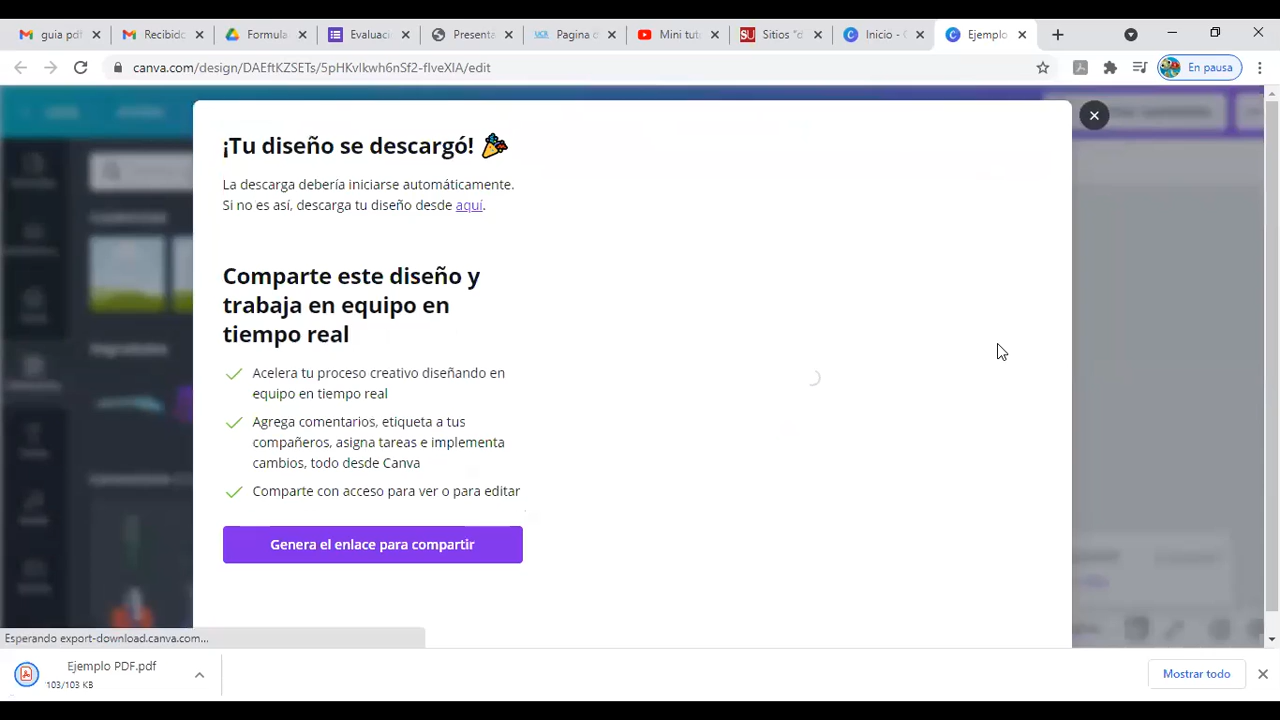 guia pdf
Recibido
Formula
Evaluaci
Presenta
Pagina d
Mini tu
Sitios "d
Inicio - C
Ejemplo
canva.com/design/DAEftKZSETs/5pHKvlkwh6nSf2-flveXIA/edit
En pausa
¡Tu diseño se descargó!
La descarga debería iniciarse automáticamente.
Si no es así, descarga tu diseño desde aquí.
Comparte este diseño y
trabaja en equipo en
tiempo real
Acelera tu proceso creativo diseñando en
equipo en tiempo real
Agrega comentarios, etiqueta a tus
compañeros, asigna tareas e implementa
cambios, todo desde Canva
Comparte con acceso para ver o para editar
Genera el enlace para compartir
Esperando export-download.canva.com...
Ejemplo PDF.pdf
103/103 KB
Mostrar todo